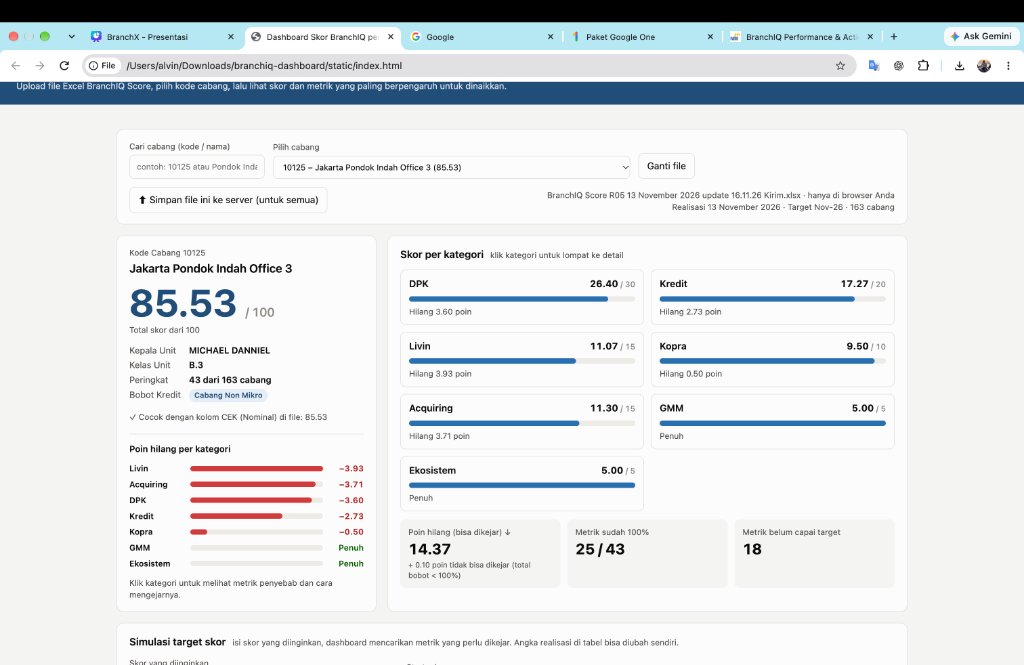 BranchX - Presentasi
Dashboard Skor BranchIQ pe
Google
Paket Google One
BranchIQ Performance & Acti
Ask Gemini
File
/Users/alvin/Downloads/branchiq-dashboard/static/index.html
Upload file Excel BranchIQ Score, pilih kode cabang, lalu lihat skor dan metrik yang paling berpengaruh untuk dinaikkan.
Cari cabang (kode / nama)
Pilih cabang
contoh: 10125 atau Pondok Inda
10125 – Jakarta Pondok Indah Office 3 (85.53)
Ganti file
⬆ Simpan file ini ke server (untuk semua)
BranchIQ Score R05 13 November 2026 update 16.11.26 Kirim.xlsx · hanya di browser Anda
Realisasi 13 November 2026 · Target Nov-26 · 163 cabang
Kode Cabang 10125
Jakarta Pondok Indah Office 3
85.53 / 100
Total skor dari 100
Kepala Unit MICHAEL DANNIEL
Kelas Unit B.3
Peringkat 43 dari 163 cabang
Bobot Kredit Cabang Non Mikro
✓ Cocok dengan kolom CEK (Nominal) di file: 85.53
Poin hilang per kategori
Livin −3.93
Acquiring −3.71
DPK −3.60
Kredit −2.73
Kopra −0.50
GMM Penuh
Ekosistem Penuh
Klik kategori untuk melihat metrik penyebab dan cara
mengejarnya.
Skor per kategori klik kategori untuk lompat ke detail
DPK 26.40 / 30
Hilang 3.60 poin
Kredit 17.27 / 20
Hilang 2.73 poin
Livin 11.07 / 15
Hilang 3.93 poin
Kopra 9.50 / 10
Hilang 0.50 poin
Acquiring 11.30 / 15
Hilang 3.71 poin
GMM 5.00 / 5
Penuh
Ekosistem 5.00 / 5
Penuh
Poin hilang (bisa dikejar) ↓
14.37
+ 0.10 poin tidak bisa dikejar (total
bobot < 100%)
Metrik sudah 100%
25 / 43
Metrik belum capai target
18
Simulasi target skor isi skor yang diinginkan, dashboard mencarikan metrik yang perlu dikejar. Angka realisasi di tabel bisa diubah sendiri.
Skor yang diinginkan